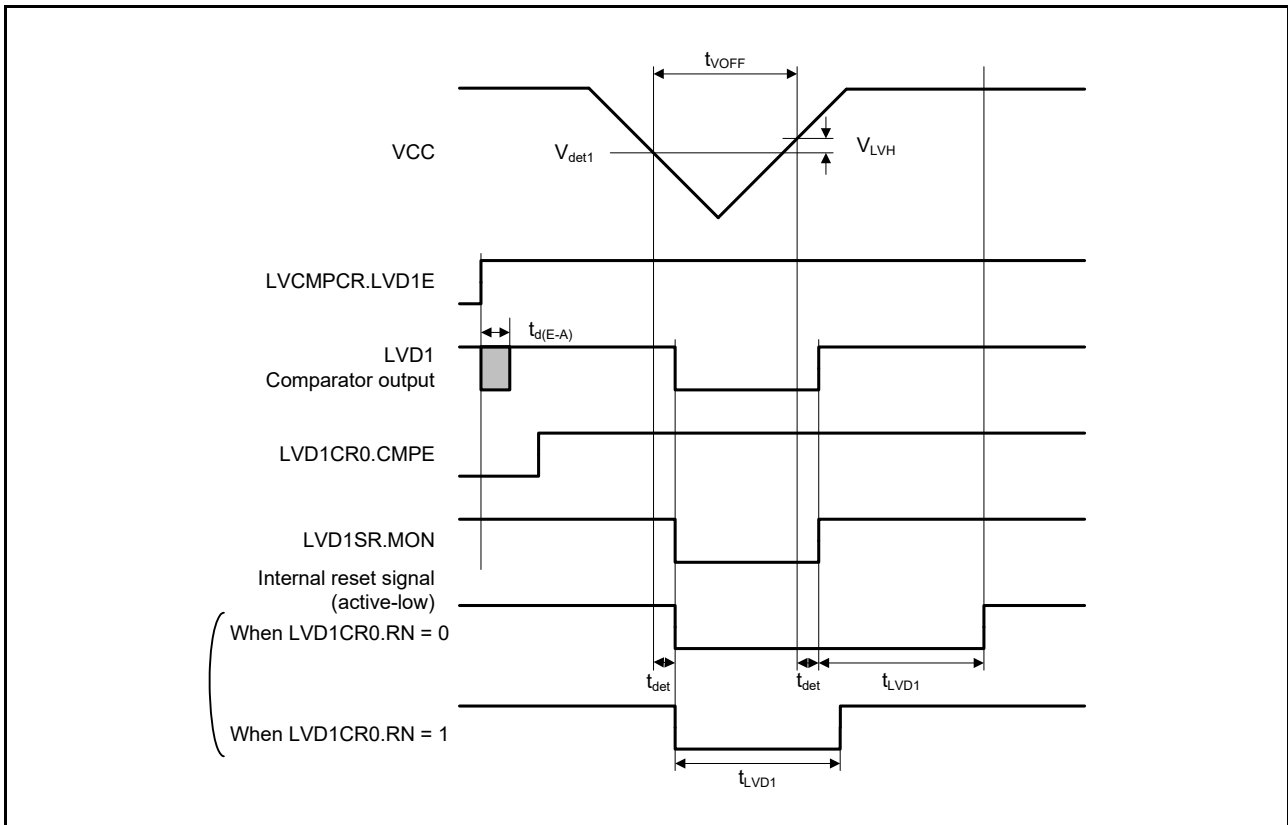 tVOFF
VCC
Vdet1
VLVH
LVCMPCR.LVD1E
td(E-A)
LVD1
Comparator output
LVD1CR0.CMPE
LVD1SR.MON
Internal reset signal
(active-low)
When LVD1CR0.RN = 0
tdet
tdet
tLVD1
When LVD1CR0.RN = 1
tLVD1